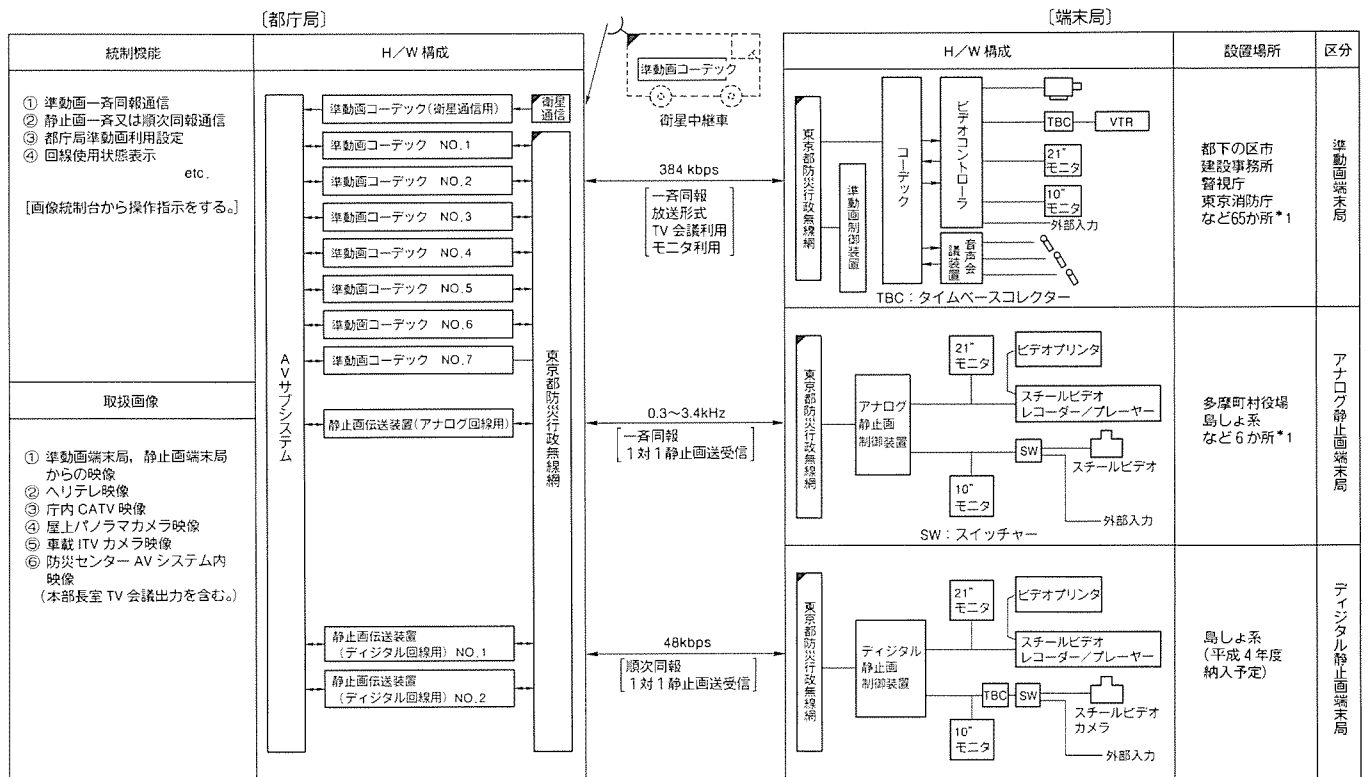 〔都庁局〕
統制機能
H/W 構成
① 準動画一斉同報通信
② 静止画一斉又は順次同報通信
③ 都庁局準動画利用設定
④ 回線使用状態表示
etc.
[画像統制台から操作指示をする。]
取扱画像
① 準動画端末局，静止画端末局
からの映像
② ヘリテレ映像
③ 庁内 CATV 映像
④ 屋上パノラマカメラ映像
⑤ 車載 ITV カメラ映像
⑥ 防災センター AV システム内
映像
(本部長室 TV 会議出力を含む。)
AVサブシステム
準動画コーデック(衛星通信用)
衛星
通信
準動画コーデック NO.1
準動画コーデック NO.2
準動画コーデック NO.3
準動画コーデック NO.4
準動画コーデック NO.5
準動画コーデック NO.6
準動画コーデック NO.7
静止画伝送装置(アナログ回線用)
静止画伝送装置
(ディジタル回線用) NO.1
静止画伝送装置
(ディジタル回線用) NO.2
東京都防災行政無線網
準動画コーデック
衛星中継車
384 kbps
一斉同報
放送形式
TV 会議利用
モニタ利用
0.3〜3.4kHz
一斉同報
1 対 1 静止画送受信
48kbps
順次同報
1 対 1 静止画送受信
〔端末局〕
H/W 構成
設置場所
区分
東京都防災行政無線網
準動画制御装置
コーデック
ビデオコントローラ
TBC
VTR
21"
モニタ
10"
モニタ
外部入力
音声会
議装置
TBC：タイムベースコレクター
都下の区市
建設事務所
警視庁
東京消防庁
など65か所*1
準動画端末局
東京都防災行政無線網
アナログ
静止画
制御装置
21"
モニタ
ビデオプリンタ
スチールビデオ
レコーダー/プレーヤー
SW
スチールビデオ
10"
モニタ
外部入力
SW：スイッチャー
多摩町村役場
島しょ系
など 6 か所*1
アナログ静止画端末局
東京都防災行政無線網
ディジタル
静止画
制御装置
21"
モニタ
ビデオプリンタ
スチールビデオ
レコーダー/プレーヤー
TBC
SW
スチールビデオ
カメラ
10"
モニタ
外部入力
島しょ系
(平成 4 年度
納入予定)
ディジタル静止画端末局